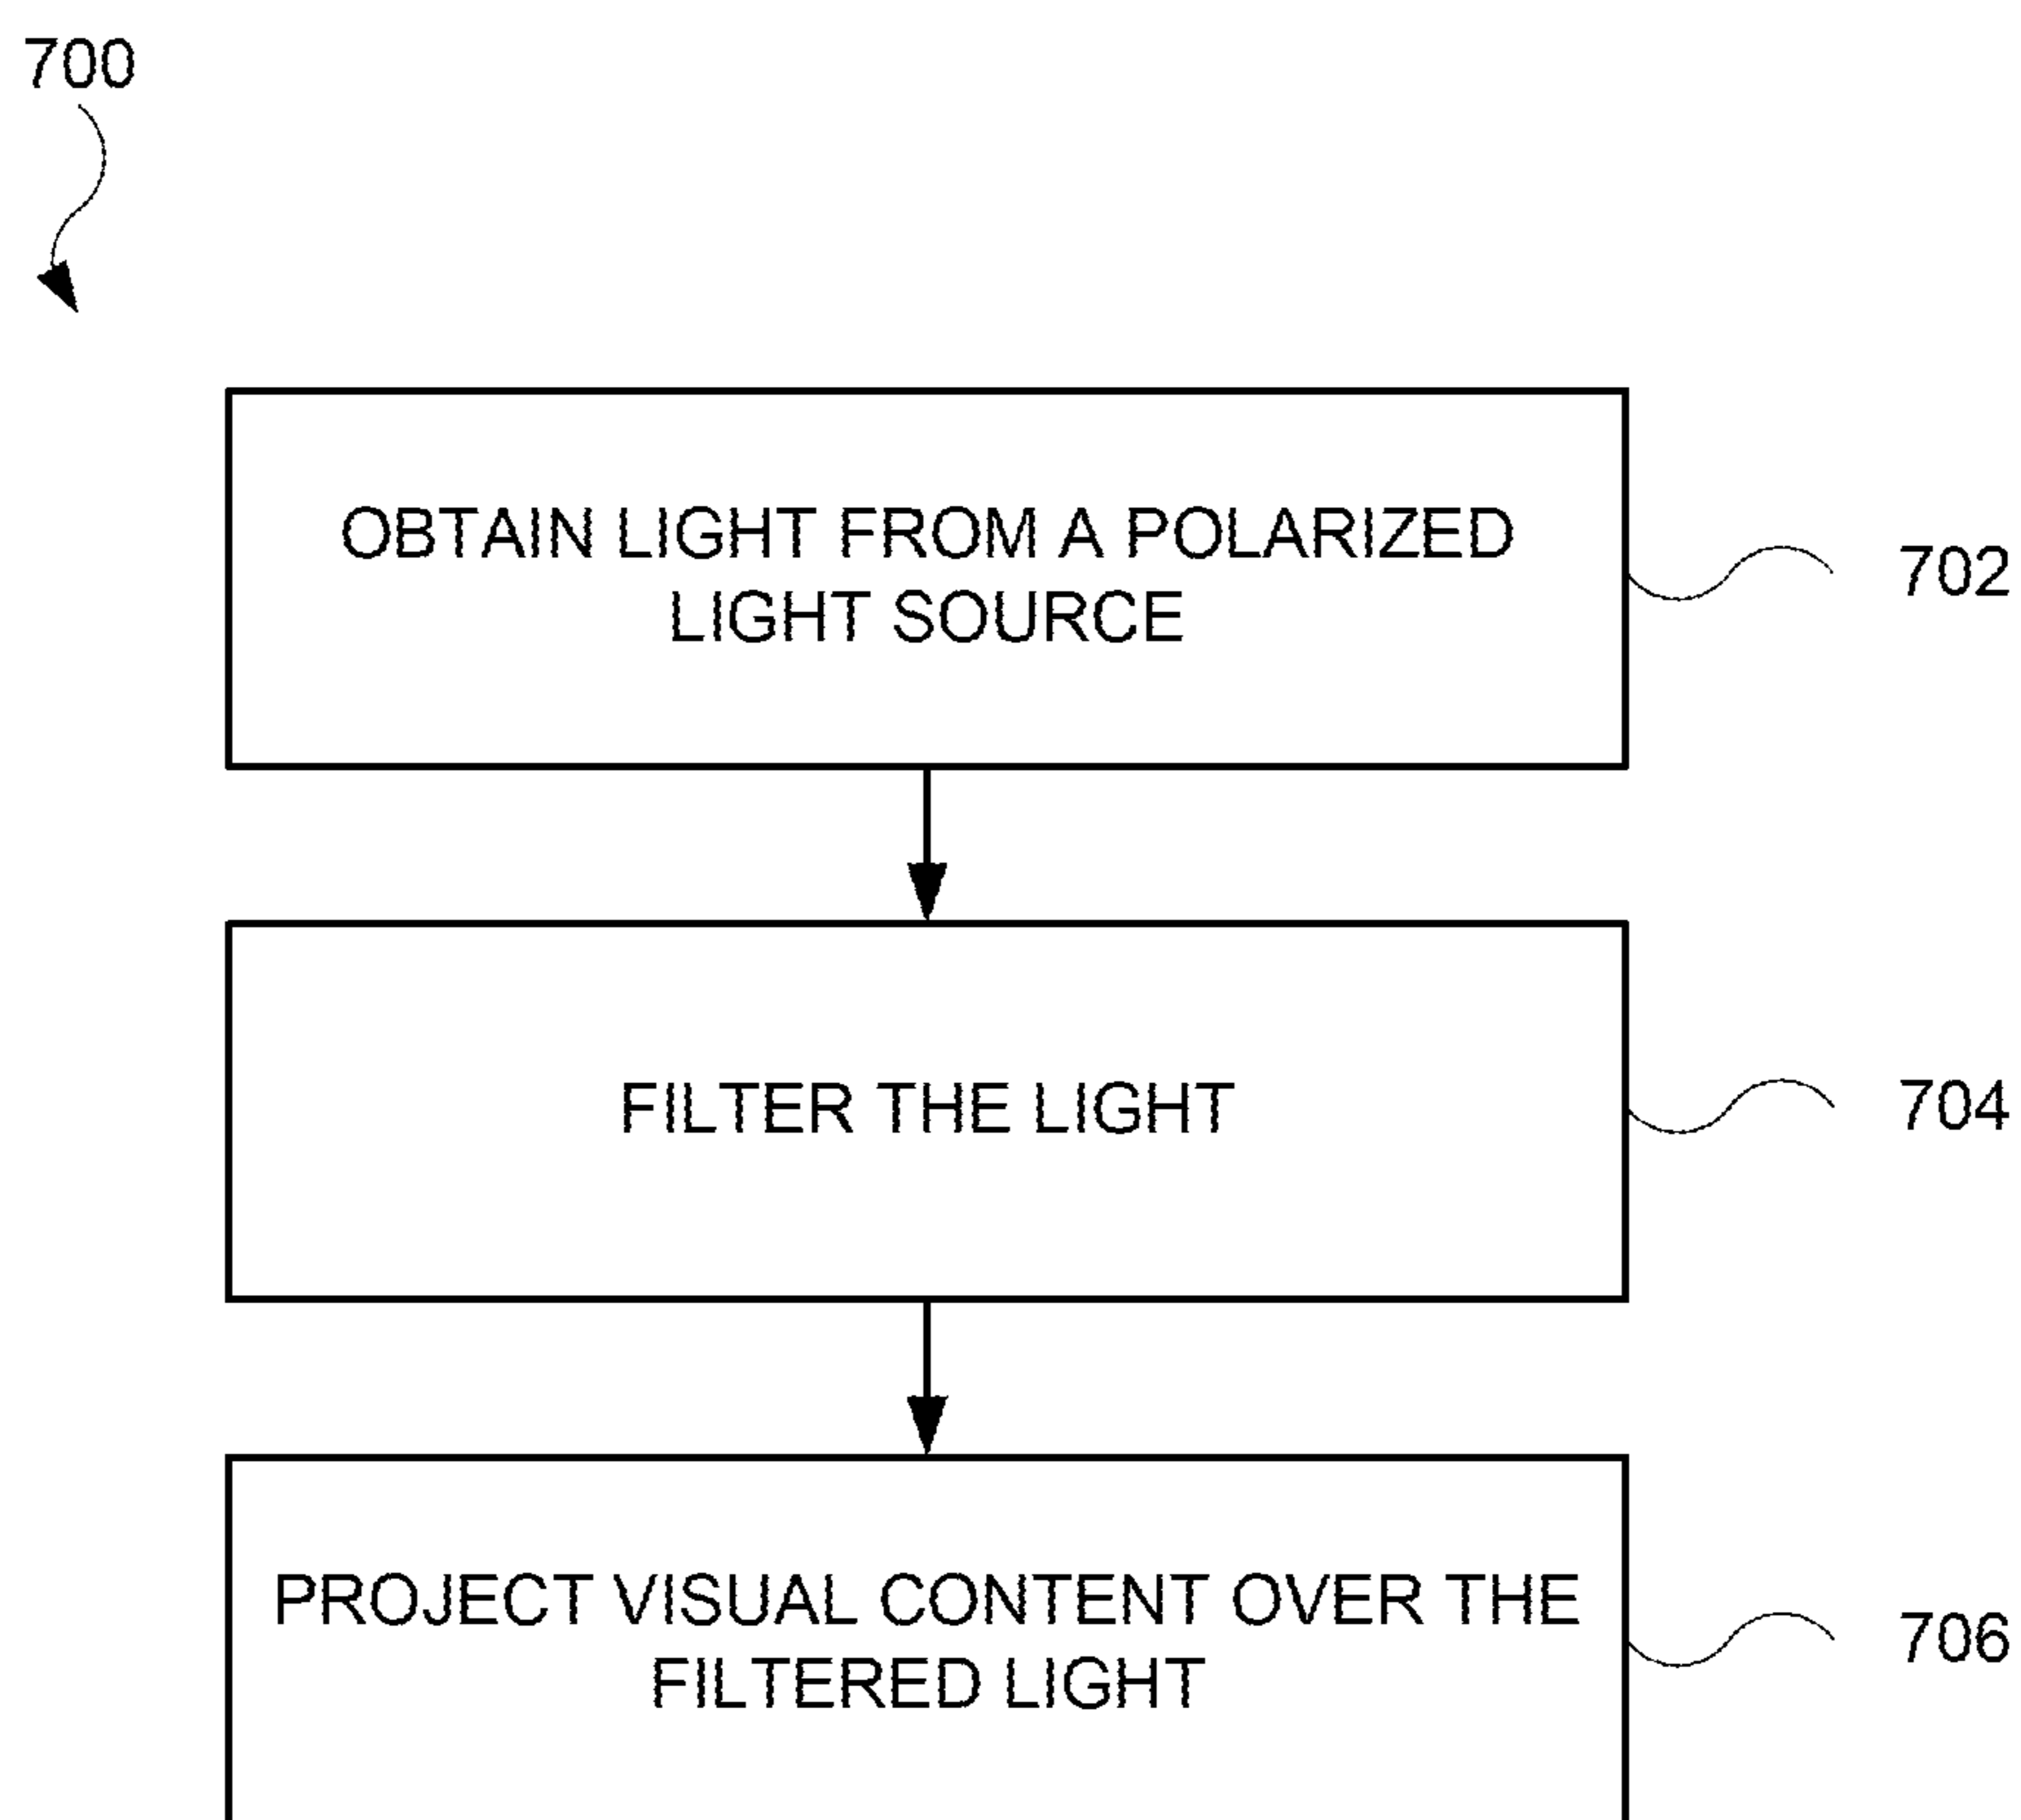 700
OBTAIN LIGHT FROM A POLARIZED
LIGHT SOURCE
702
FILTER THE LIGHT
704
PROJECT VISUAL CONTENT OVER THE
FILTERED LIGHT
706